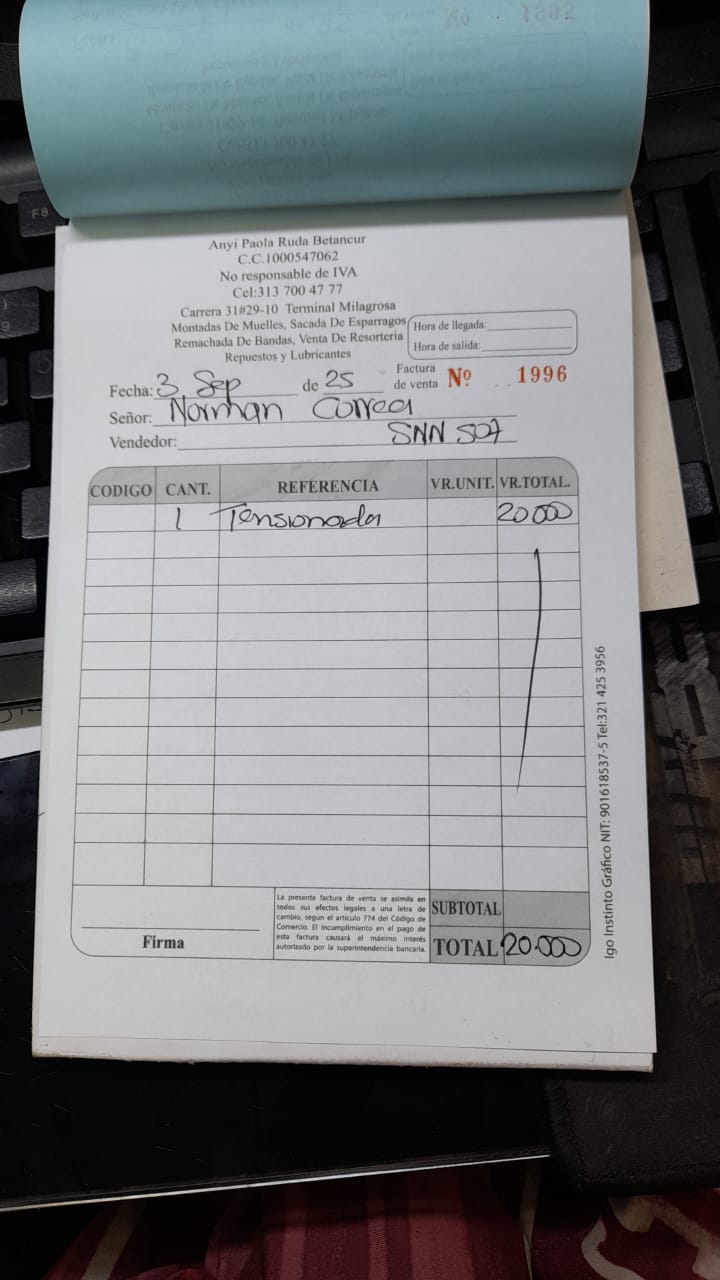 Anyi Paola Ruda Betancur
C.C.1000547062
No responsable de IVA
Cel:313 700 47 77
Carrera 31#29-10 Terminal Milagrosa
Montadas De Muelles, Sacada De Esparragos
Remachada De Bandas, Venta De Resorteria
Repuestos y Lubricantes
Hora de llegada:
Hora de salida:
Fecha: 3 Sep de 25
Factura de venta Nº 1996
Señor: Norman Correa
Vendedor: SNN 507
CODIGO CANT. REFERENCIA VR.UNIT. VR.TOTAL.
1 Tensionada 20000
Firma
La presente factura de venta se asimila en
todos sus efectos legales a una letra de
cambio, segun el articulo 774 del Código de
Comercio. El incumplimiento en el pago de
esta factura causará el máximo interés
autorizado por la superintendencia bancaria.
SUBTOTAL
TOTAL 20.000
Igo Instinto Gráfico NIT: 901618537-5 Tel:321 425 3956
F8